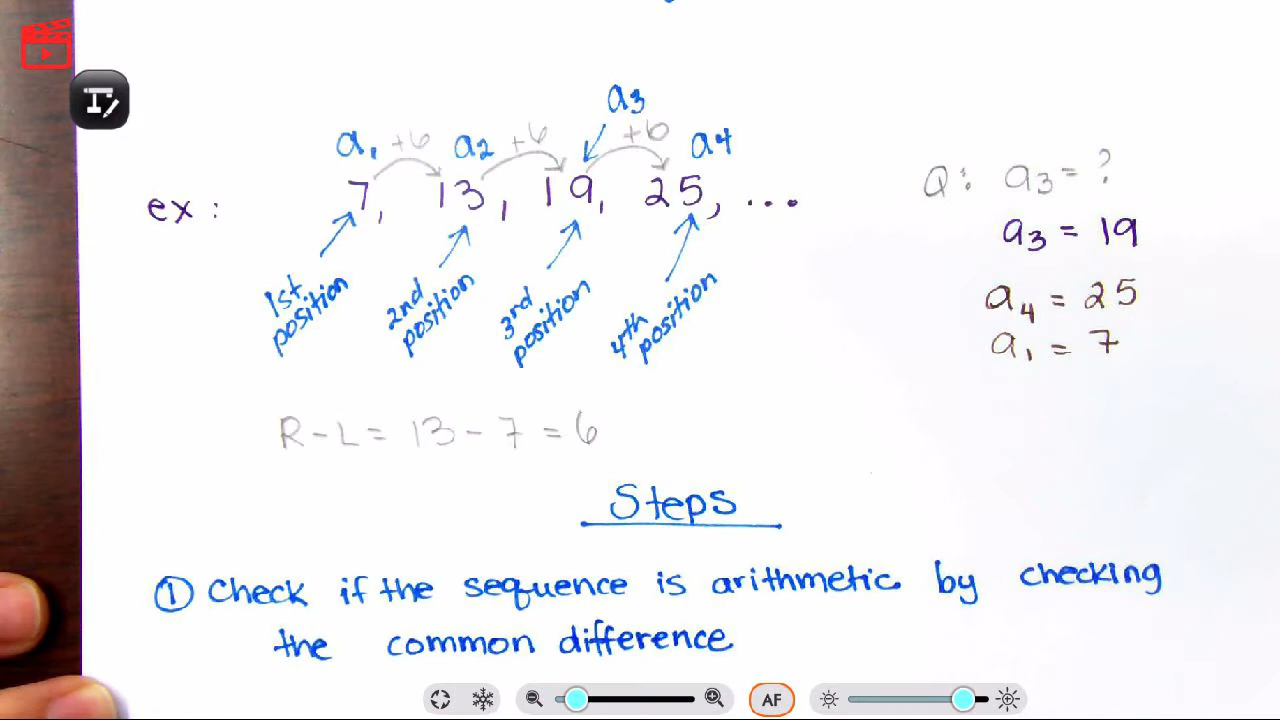 a3
a1 +6 a2 +6 +6 a4
ex: 7, 13, 19, 25, ...
1st position
2nd position
3rd position
4th position
Q: a3 = ?
a3 = 19
a4 = 25
a1 = 7
R-L = 13 - 7 = 6
Steps
① Check if the sequence is arithmetic by checking
the common difference
AF